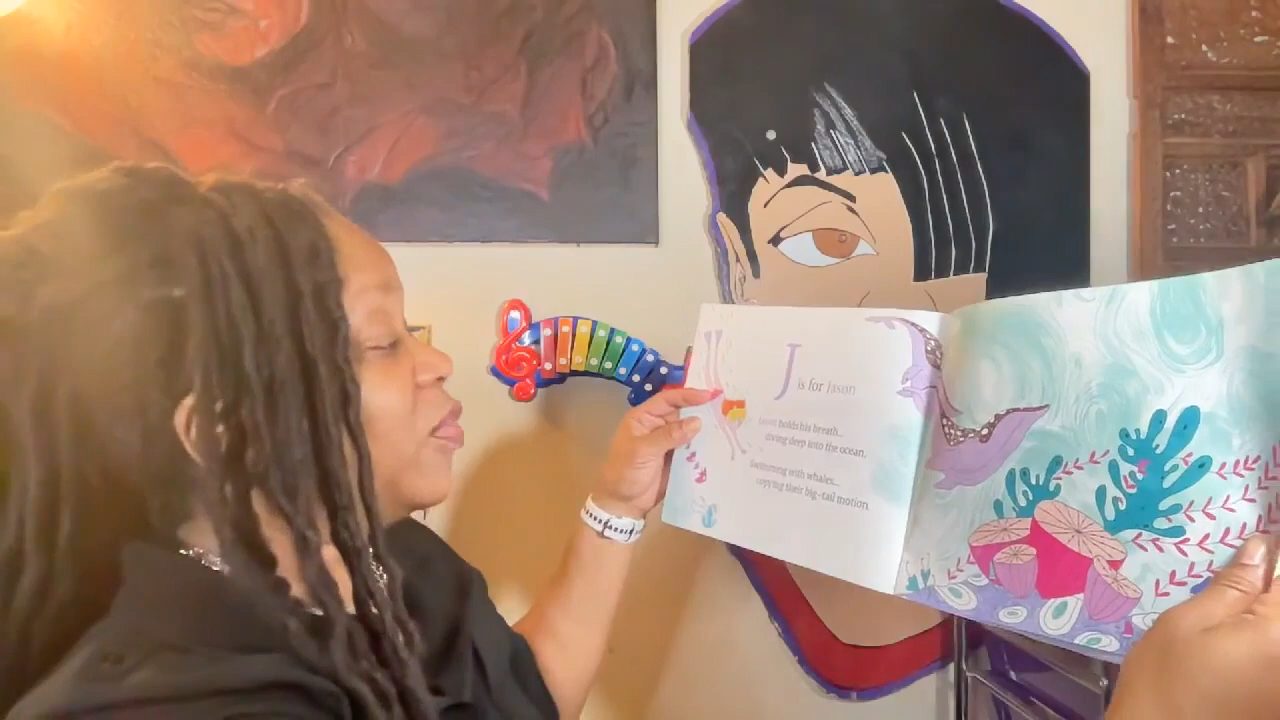 J is for Jason
Jason holds his breath...
diving deep into the ocean,
Swimming with whales...
copying their big-tail motion